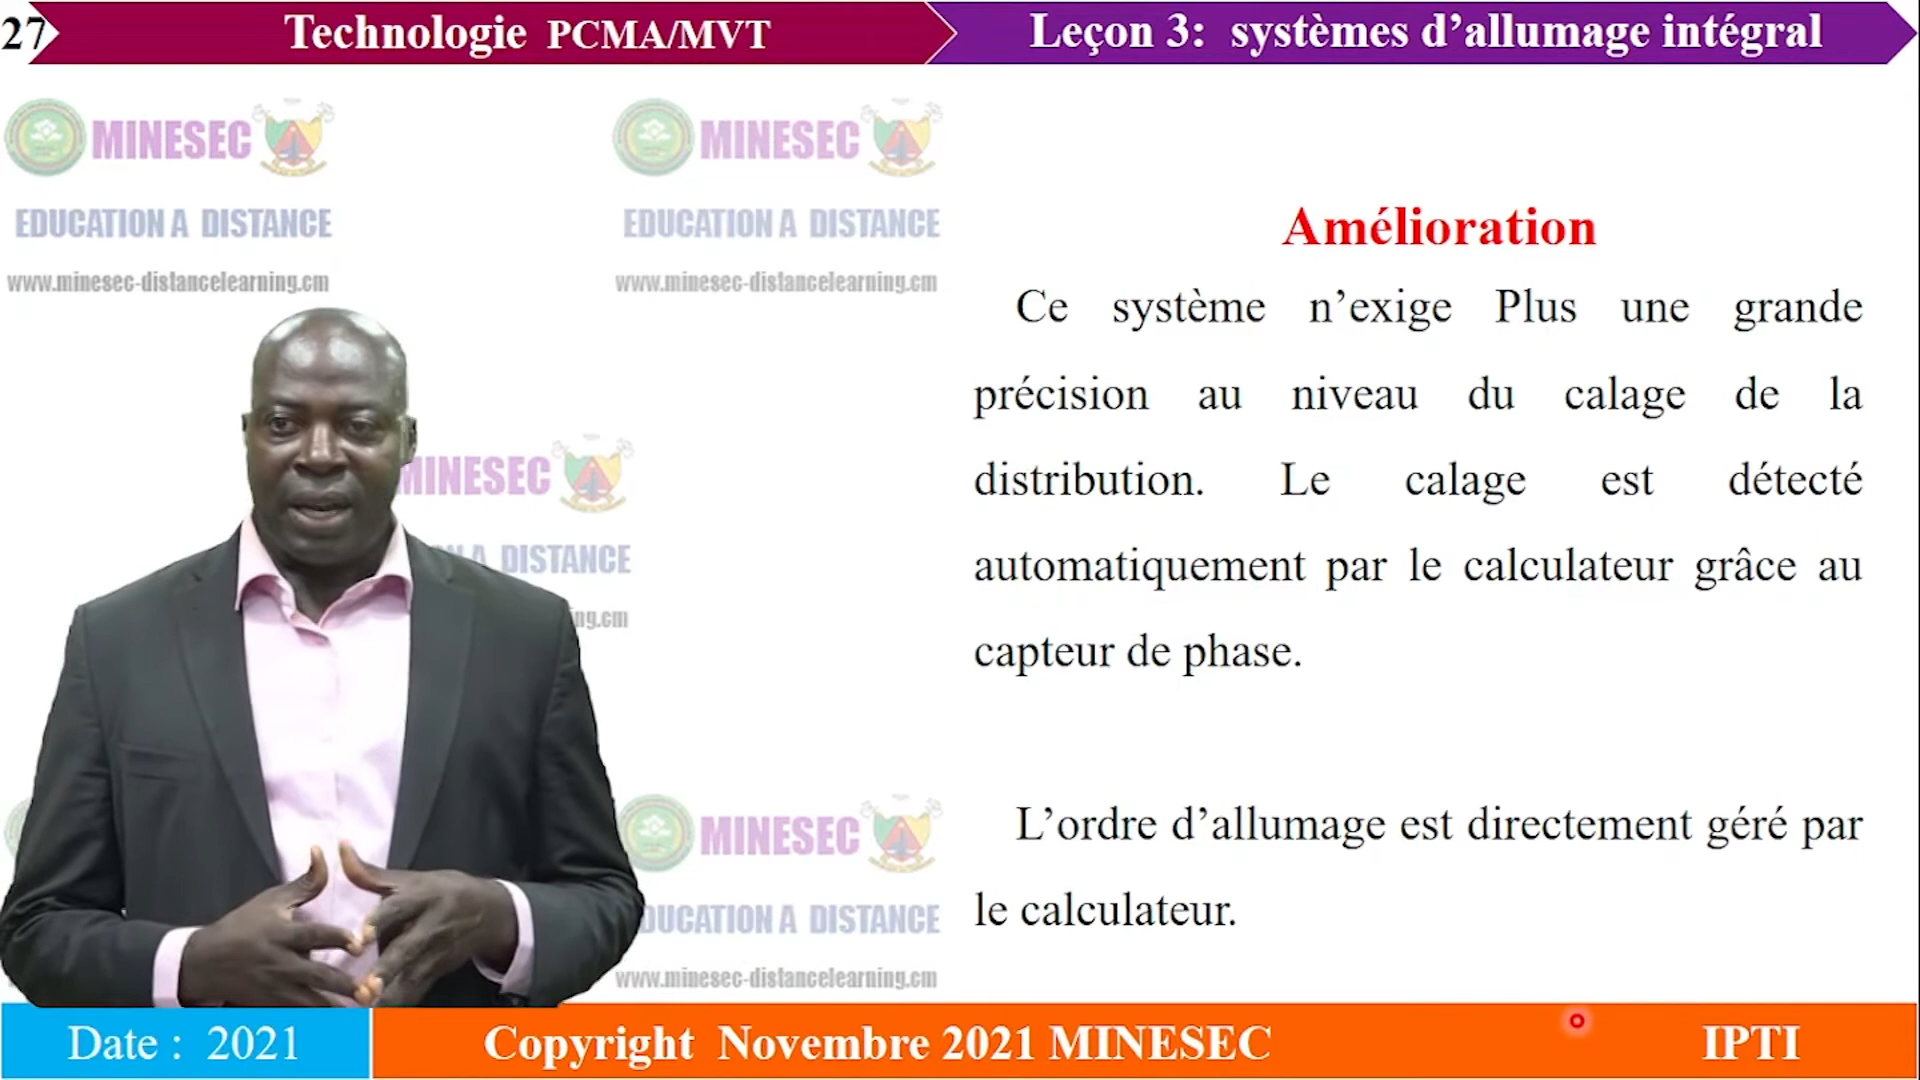 27
Technologie PCMA/MVT
Leçon 3: systèmes d’allumage intégral
MINESEC
EDUCATION A DISTANCE
www.minesec-distancelearning.cm
MINESEC
EDUCATION A DISTANCE
www.minesec-distancelearning.cm
Amélioration
Ce système n’exige Plus une grande
précision au niveau du calage de la
distribution. Le calage est détecté
automatiquement par le calculateur grâce au
capteur de phase.
L’ordre d’allumage est directement géré par
le calculateur.
MINESEC
DISTANCE
MINESEC
DUCATION A DISTANCE
www.minesec-distancelearning.cm
Date : 2021
Copyright Novembre 2021 MINESEC
IPTI